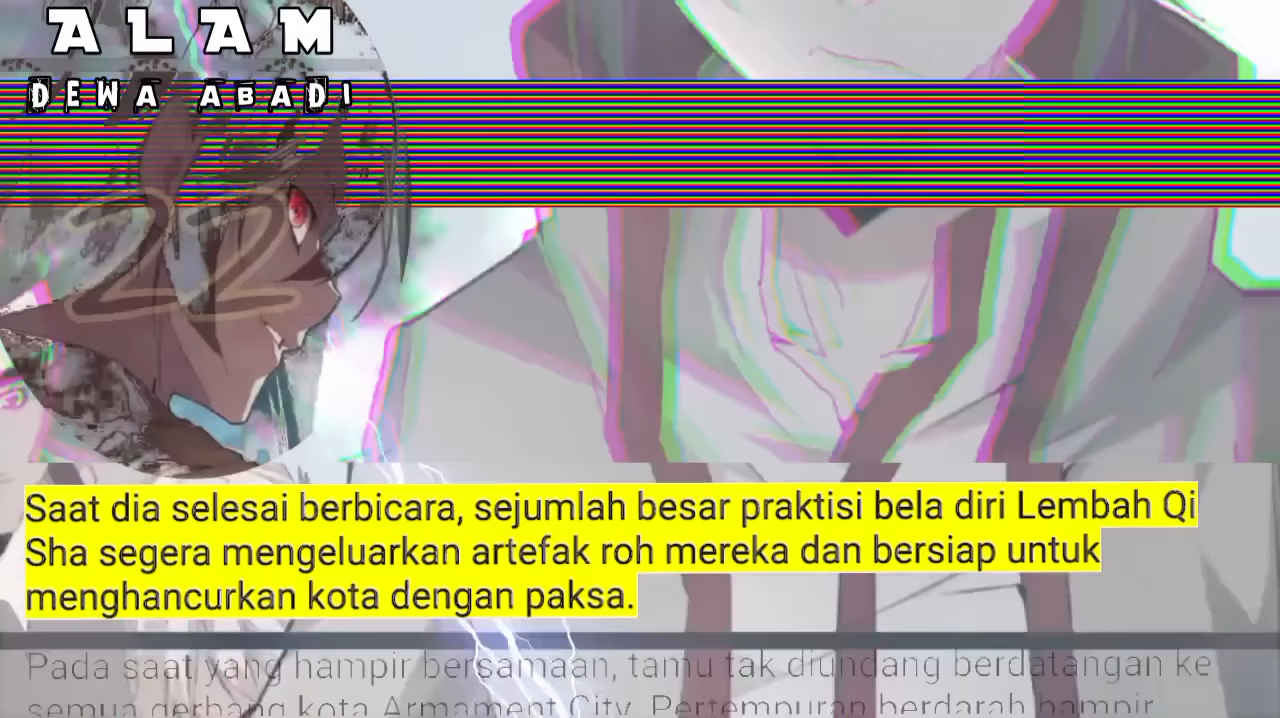 ALAM
DEWA ABADI
22
Saat dia selesai berbicara, sejumlah besar praktisi bela diri Lembah Qi
Sha segera mengeluarkan artefak roh mereka dan bersiap untuk
menghancurkan kota dengan paksa.
Pada saat yang hampir bersamaan, tamu tak diundang berdatangan ke
semua gerbang kota Armament City. Pertempuran berdarah hampir